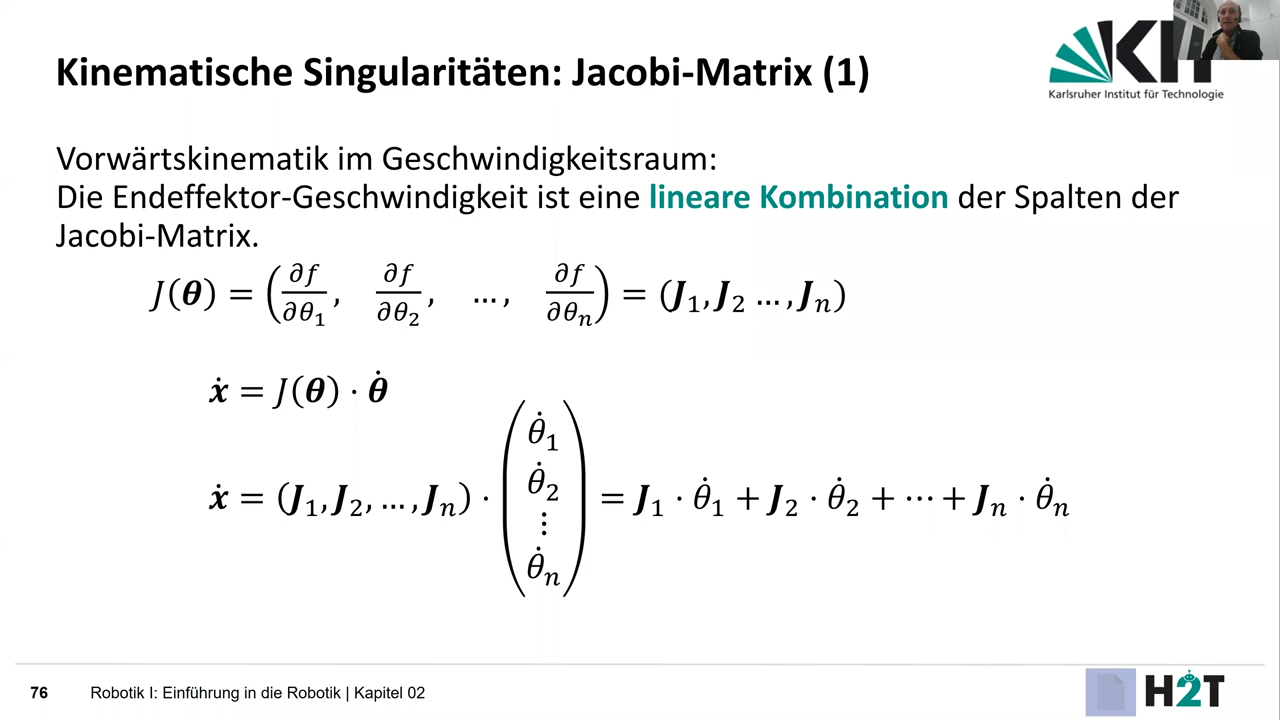 Kinematische Singularitäten: Jacobi-Matrix (1)
KIT
Karlsruher Institut für Technologie
Vorwärtskinematik im Geschwindigkeitsraum:
Die Endeffektor-Geschwindigkeit ist eine lineare Kombination der Spalten der
Jacobi-Matrix.
J(θ) = (∂f/∂θ₁, ∂f/∂θ₂, …, ∂f/∂θₙ) = (J₁, J₂ …, Jₙ)
ẋ = J(θ) · θ̇
ẋ = (J₁, J₂, …, Jₙ) · (θ̇₁ θ̇₂ ⋮ θ̇ₙ) = J₁ · θ̇₁ + J₂ · θ̇₂ + ⋯ + Jₙ · θ̇ₙ
76 Robotik I: Einführung in die Robotik | Kapitel 02
H2T